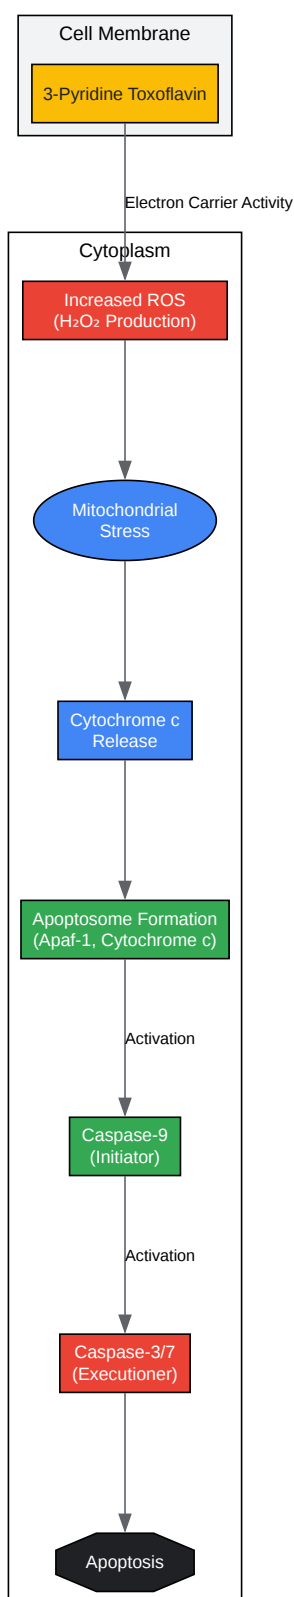 Cell Membrane
3-Pyridine Toxoflavin
Electron Carrier Activity
Cytoplasm
Increased ROS
(H₂O₂ Production)
Mitochondrial
Stress
Cytochrome c
Release
Apoptosome Formation
(Apaf-1, Cytochrome c)
Activation
Caspase-9
(Initiator)
Activation
Caspase-3/7
(Executioner)
Apoptosis